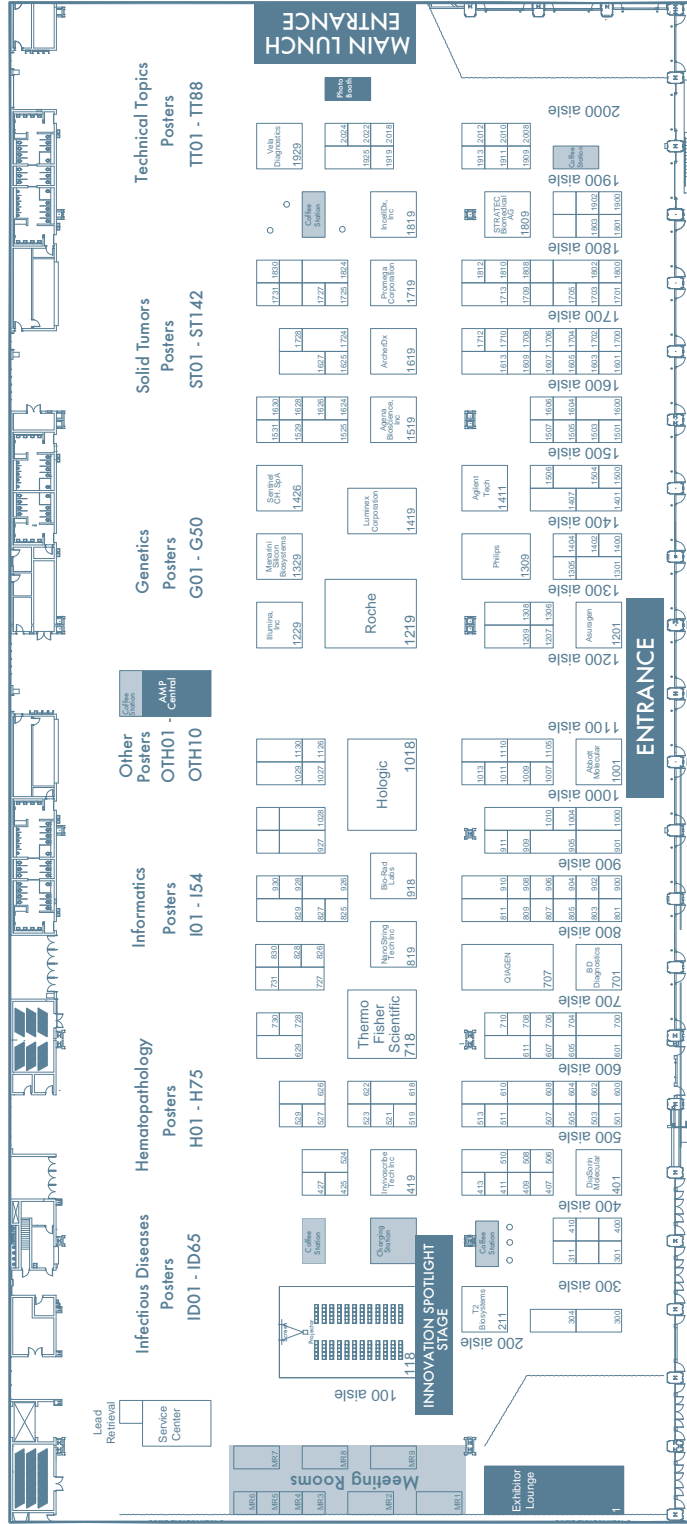 MAIN LUNCH
ENTRANCE
Photo
Booth
Technical Topics
Posters
TT01 - TT88
Vela
Diagnostics
1929
2024
2022
2018
1925
1919
2012
2010
2008
1913
1911
1909
2000 aisle
Coffee
Station
1900 aisle
Coffee
Station
IncellDx,
Inc
1819
STRATEC
Biomedical
AG
1809
1902
1900
1803
1801
1800 aisle
Solid Tumors
Posters
ST01 - ST142
1830
1824
1731
1727
1725
Promega
Corporation
1719
1812
1810
1808
1802
1800
1713
1709
1705
1703
1701
1700 aisle
1728
1724
1627
1625
ArcherDx
1619
1712
1710
1708
1706
1704
1702
1700
1613
1609
1607
1605
1603
1601
1600 aisle
1630
1628
1626
1624
1531
1529
1525
Agena
Bioscience,
Inc
1519
1606
1604
1600
1507
1505
1503
1501
1500 aisle
Genetics
Posters
G01 - G50
Sentinel
CH. SpA
1426
Luminex
Corporation
1419
Agilent
Tech
1411
1506
1504
1500
1407
1401
1400 aisle
Menarini
Silicon
Biosystems
1329
Philips
1309
1404
1402
1400
1305
1301
1300 aisle
Illumina,
Inc
1229
Roche
1219
1308
1306
1209
1207
Asuragen
1201
1200 aisle
ENTRANCE
Coffee
Station
AMP
Central
Other
Posters
OTH01 -
OTH10
1100 aisle
1130
1126
1029
1027
Hologic
1018
1110
1105
1013
1011
1009
1007
Abbott
Molecular
1001
1000 aisle
1028
927
1010
1004
1000
911
909
905
901
900 aisle
Informatics
Posters
I01 - I54
930
928
926
829
827
825
Bio-Rad
Labs
918
910
908
906
904
902
900
811
809
807
805
803
801
800 aisle
830
828
826
731
727
NanoString
Tech Inc
819
QIAGEN
707
BD
Diagnostics
701
700 aisle
730
728
629
Thermo
Fisher
Scientific
718
710
708
706
704
700
611
607
605
601
600 aisle
Hematopathology
Posters
H01 - H75
626
529
527
622
618
523
521
519
610
608
604
602
600
513
511
507
505
503
501
500 aisle
524
427
425
Invivoscribe
Tech Inc
419
510
508
506
413
411
409
407
DiaSorin
Molecular
401
400 aisle
Infectious Diseases
Posters
ID01 - ID65
Coffee
Station
Charging
Station
Coffee
Station
410
400
311
301
300 aisle
Screen
Projector
118
INNOVATION SPOTLIGHT
STAGE
T2
Biosystems
211
304
300
200 aisle
100 aisle
Lead
Retrieval
Service
Center
Meeting Rooms
MR7
MR8
MR9
MR6
MR5
MR4
MR3
MR2
MR1
Exhibitor
Lounge
1